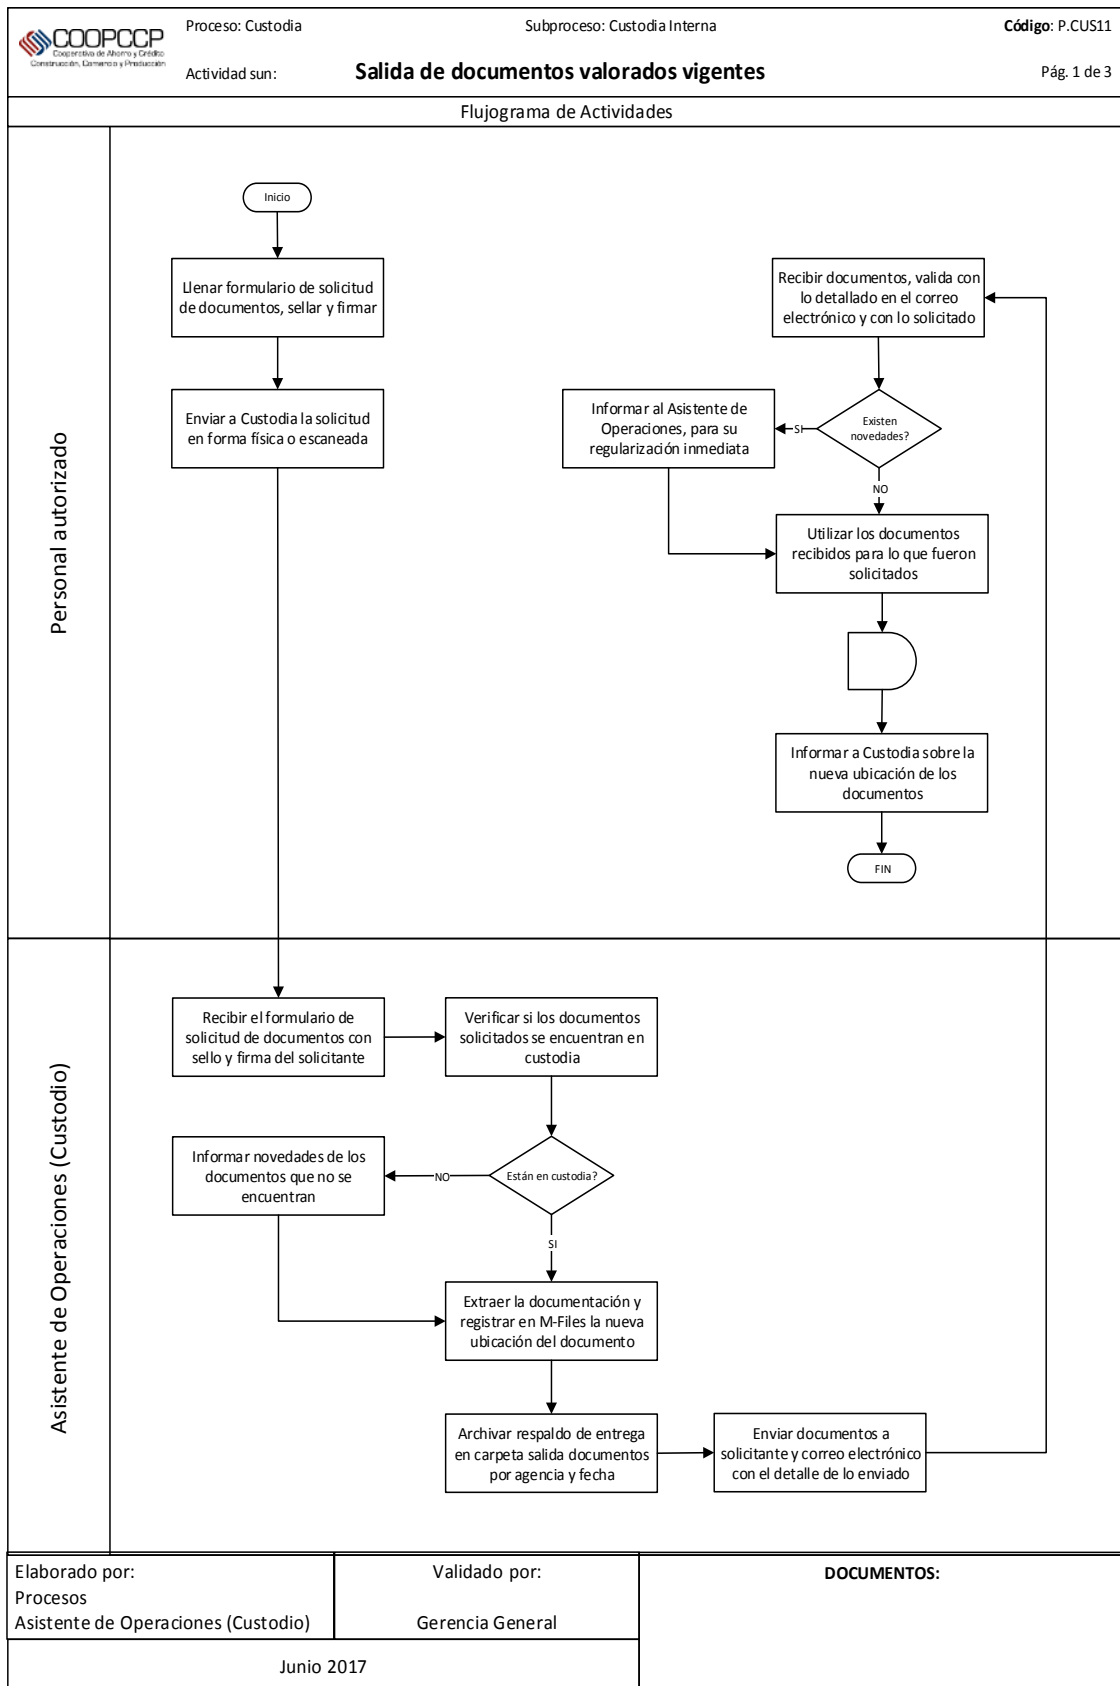 COOPCCP
Cooperativa de Ahorro y Crédito
Construcción, Comercio y Producción
Proceso: Custodia
Subproceso: Custodia Interna
Código: P.CUS11
Actividad sun:
Salida de documentos valorados vigentes
Pág. 1 de 3
Flujograma de Actividades
Personal autorizado
Inicio
Llenar formulario de solicitud
de documentos, sellar y firmar
Enviar a Custodia la solicitud
en forma física o escaneada
Recibir documentos, valida con
lo detallado en el correo
electrónico y con lo solicitado
Existen
novedades?
SI
Informar al Asistente de
Operaciones, para su
regularización inmediata
NO
Utilizar los documentos
recibidos para lo que fueron
solicitados
Informar a Custodia sobre la
nueva ubicación de los
documentos
FIN
Asistente de Operaciones (Custodio)
Recibir el formulario de
solicitud de documentos con
sello y firma del solicitante
Verificar si los documentos
solicitados se encuentran en
custodia
Están en custodia?
NO
Informar novedades de los
documentos que no se
encuentran
SI
Extraer la documentación y
registrar en M-Files la nueva
ubicación del documento
Archivar respaldo de entrega
en carpeta salida documentos
por agencia y fecha
Enviar documentos a
solicitante y correo electrónico
con el detalle de lo enviado
Elaborado por:
Procesos
Asistente de Operaciones (Custodio)
Validado por:
Gerencia General
DOCUMENTOS:
Junio 2017